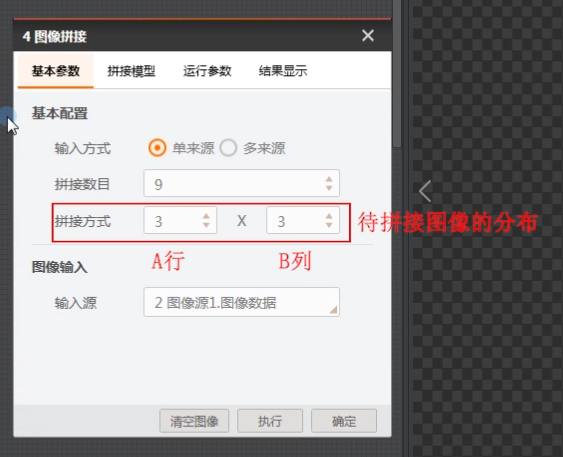 4 图像拼接
基本参数 拼接模型 运行参数 结果显示
基本配置
输入方式 单来源 多来源
拼接数目 9
拼接方式 3 X 3 待拼接图像的分布
A行 B列
图像输入
输入源 2 图像源1.图像数据
清空图像 执行 确定